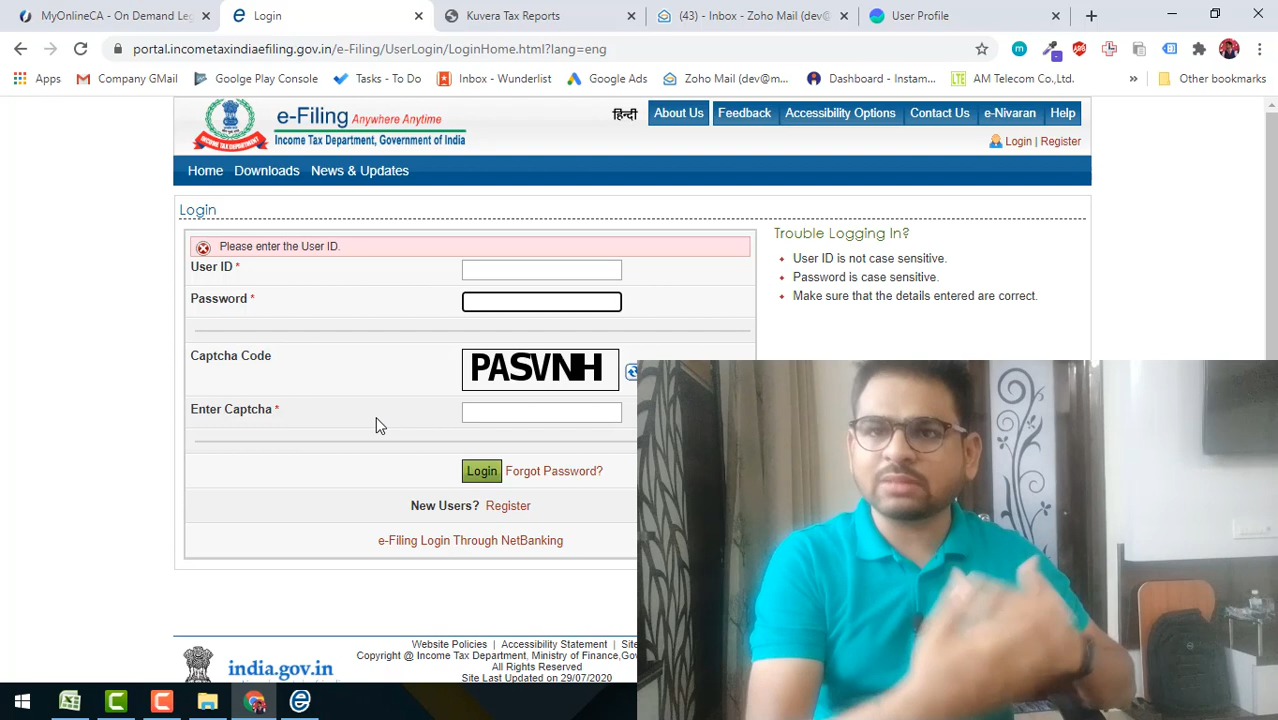 MyOnlineCA - On Demand Le
Login
Kuvera Tax Reports
(43) - Inbox - Zoho Mail (dev@
User Profile
portal.incometaxindiaefiling.gov.in/e-Filing/UserLogin/LoginHome.html?lang=eng
Apps
Company GMail
Goolge Play Console
Tasks - To Do
Inbox - Wunderlist
Google Ads
Zoho Mail (dev@m...
Dashboard - Instam...
AM Telecom Co.,Ltd.
Other bookmarks
e-Filing Anywhere Anytime
Income Tax Department, Government of India
हिन्दी
About Us
Feedback
Accessibility Options
Contact Us
e-Nivaran
Help
Login | Register
Home
Downloads
News & Updates
Login
Please enter the User ID.
User ID *
Password *
Captcha Code
PASVNH
Enter Captcha *
Login
Forgot Password?
New Users? Register
e-Filing Login Through NetBanking
Trouble Logging In?
User ID is not case sensitive.
Password is case sensitive.
Make sure that the details entered are correct.
india.gov.in
Website Policies | Accessibility Statement |
Copyright @ Income Tax Department, Ministry of Finance,
All Rights Reserved
Site Last Updated on 29/07/2020